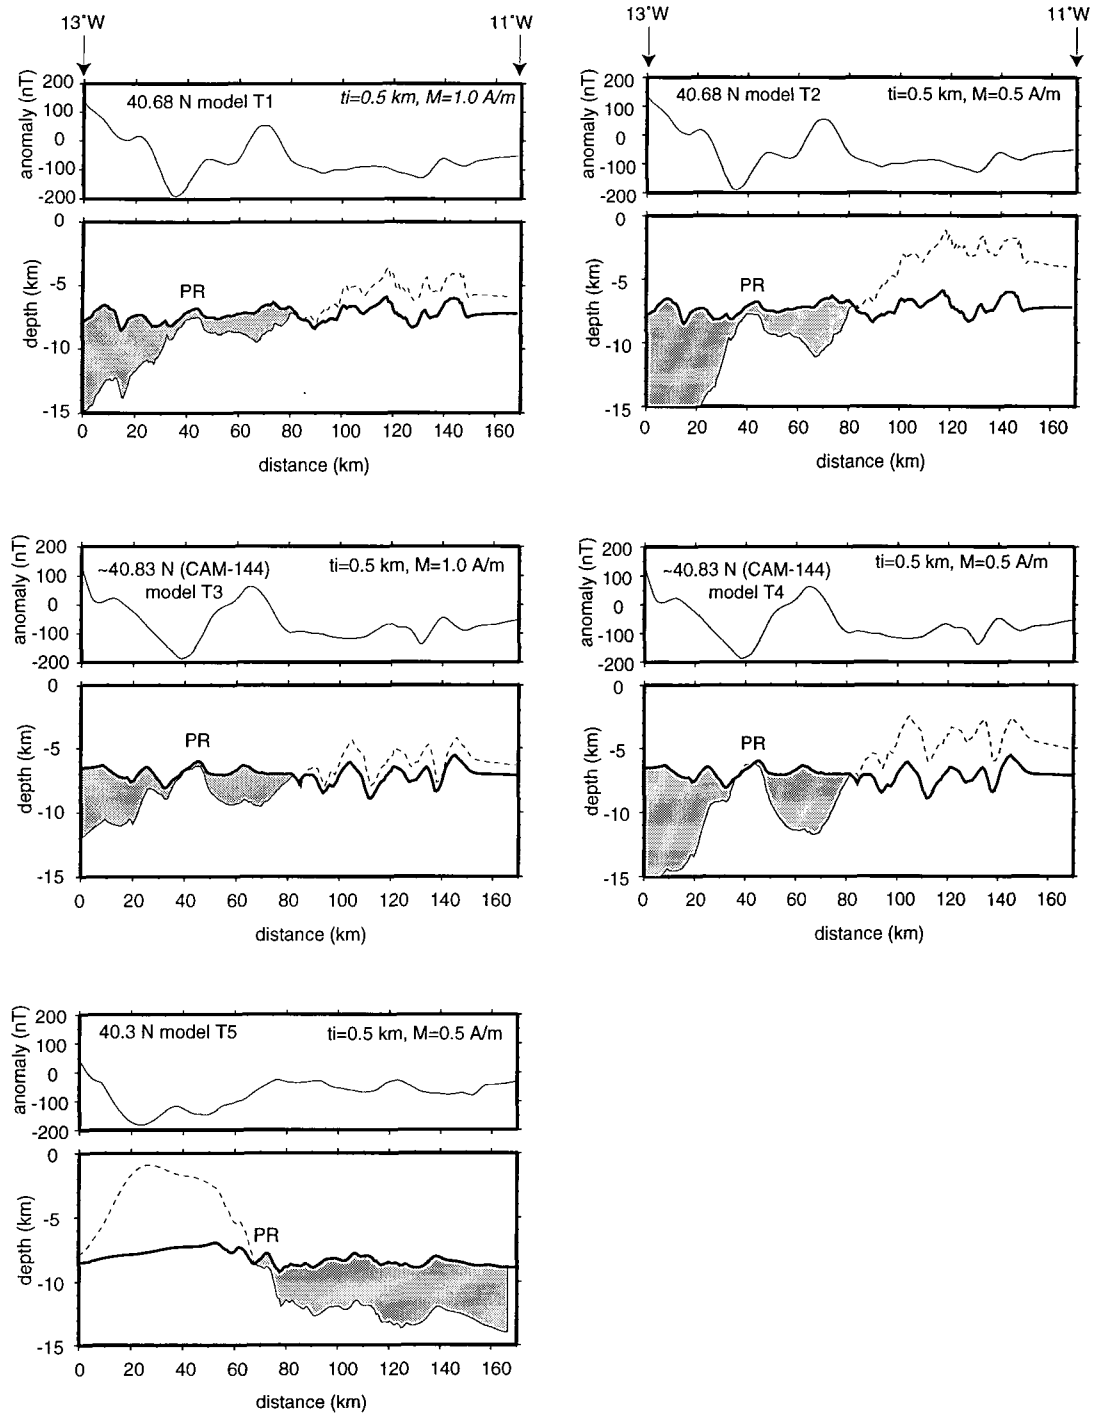 13°W
11°W
13°W
11°W
anomaly (nT)
200
100
0
-100
-200
40.68 N model T1
ti=0.5 km, M=1.0 A/m
depth (km)
0
-5
-10
-15
PR
0 20 40 60 80 100 120 140 160
distance (km)
anomaly (nT)
200
100
0
-100
-200
40.68 N model T2
ti=0.5 km, M=0.5 A/m
depth (km)
0
-5
-10
-15
PR
0 20 40 60 80 100 120 140 160
distance (km)
anomaly (nT)
200
100
0
-100
-200
~40.83 N (CAM-144)
model T3
ti=0.5 km, M=1.0 A/m
depth (km)
0
-5
-10
-15
PR
0 20 40 60 80 100 120 140 160
distance (km)
anomaly (nT)
200
100
0
-100
-200
~40.83 N (CAM-144)
model T4
ti=0.5 km, M=0.5 A/m
depth (km)
0
-5
-10
-15
PR
0 20 40 60 80 100 120 140 160
distance (km)
anomaly (nT)
200
100
0
-100
-200
40.3 N model T5
ti=0.5 km, M=0.5 A/m
depth (km)
0
-5
-10
-15
PR
0 20 40 60 80 100 120 140 160
distance (km)